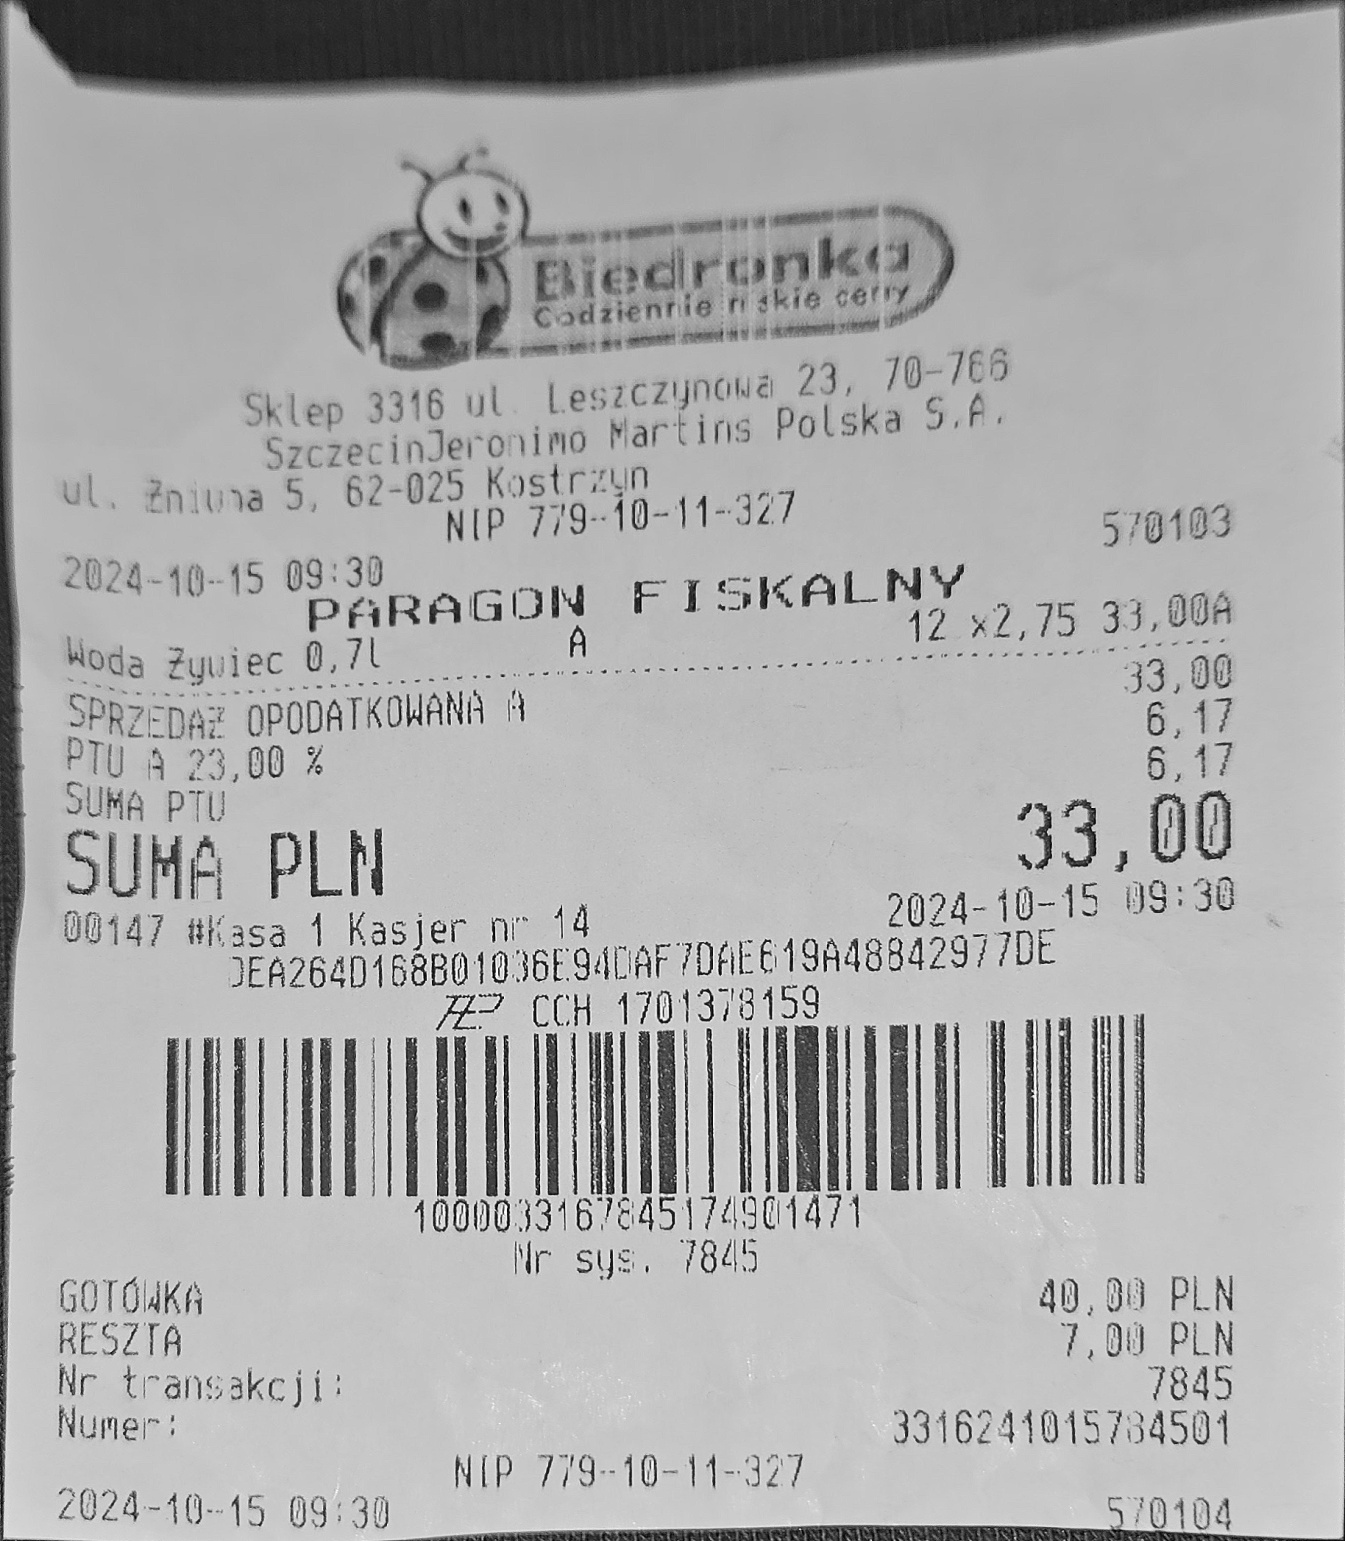 Biedronka
Codziennie niskie ceny
Sklep 3316 ul. Leszczynowa 23, 70-766
SzczecinJeronimo Martins Polska S.A.
ul. Żniwna 5, 62-025 Kostrzyn
NIP 779-10-11-327
2024-10-15 09:30 570103
PARAGON FISKALNY
Woda Żywiec 0,7l A 12 x2,75 33,00A
SPRZEDAŻ OPODATKOWANA A 33,00
PTU A 23,00 % 6,17
SUMA PTU 6,17
SUMA PLN 33,00
00147 #Kasa 1 Kasjer nr 14 2024-10-15 09:30
DEA264D168B01036E94DAF7DAE619A48842977DE
CCH 1701378159
1000033167845174901471
Nr sys. 7845
GOTÓWKA 40,00 PLN
RESZTA 7,00 PLN
Nr transakcji: 7845
Numer: 3316241015784501
NIP 779-10-11-327
2024-10-15 09:30 570104